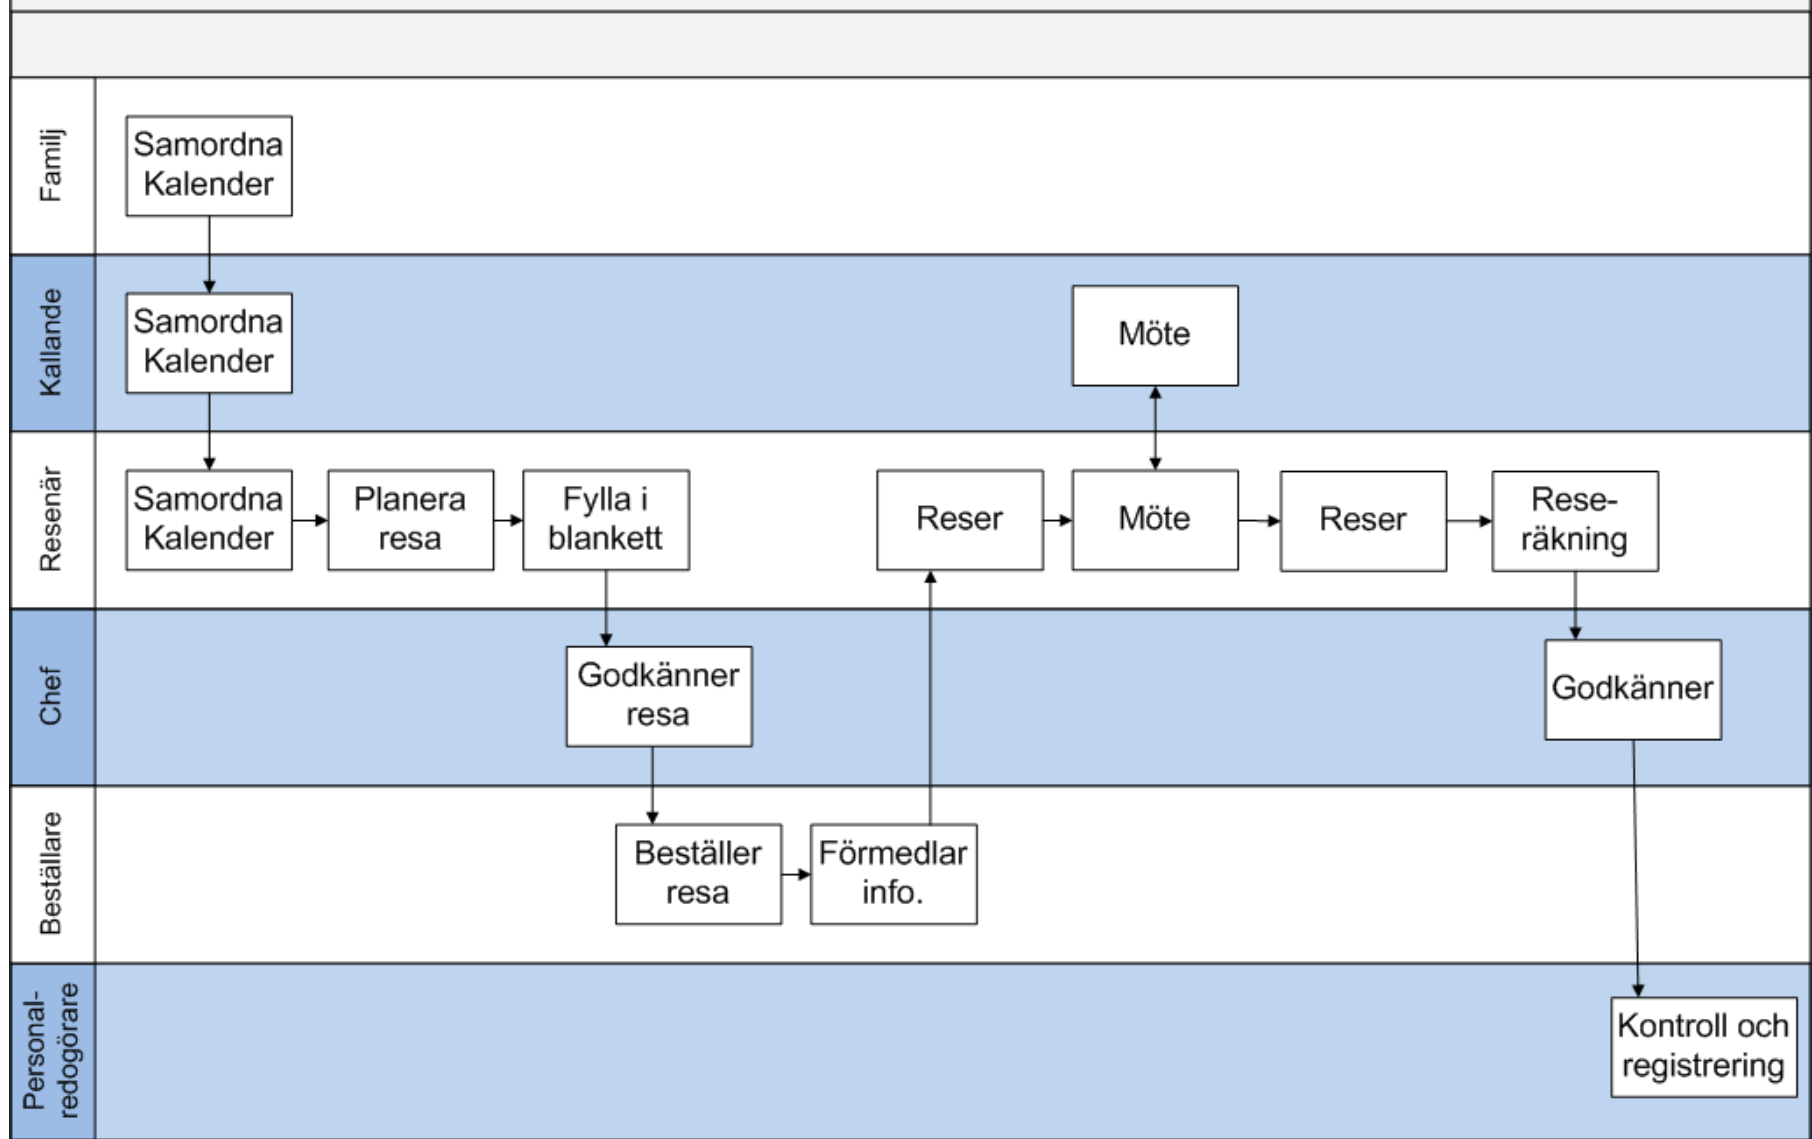 Familj
Samordna
Kalender
Kallande
Samordna
Kalender
Möte
Resenär
Samordna
Kalender
Planera
resa
Fylla i
blankett
Reser
Möte
Reser
Rese-
räkning
Chef
Godkänner
resa
Godkänner
Beställare
Beställer
resa
Förmedlar
info.
Personal-
redogörare
Kontroll och
registrering